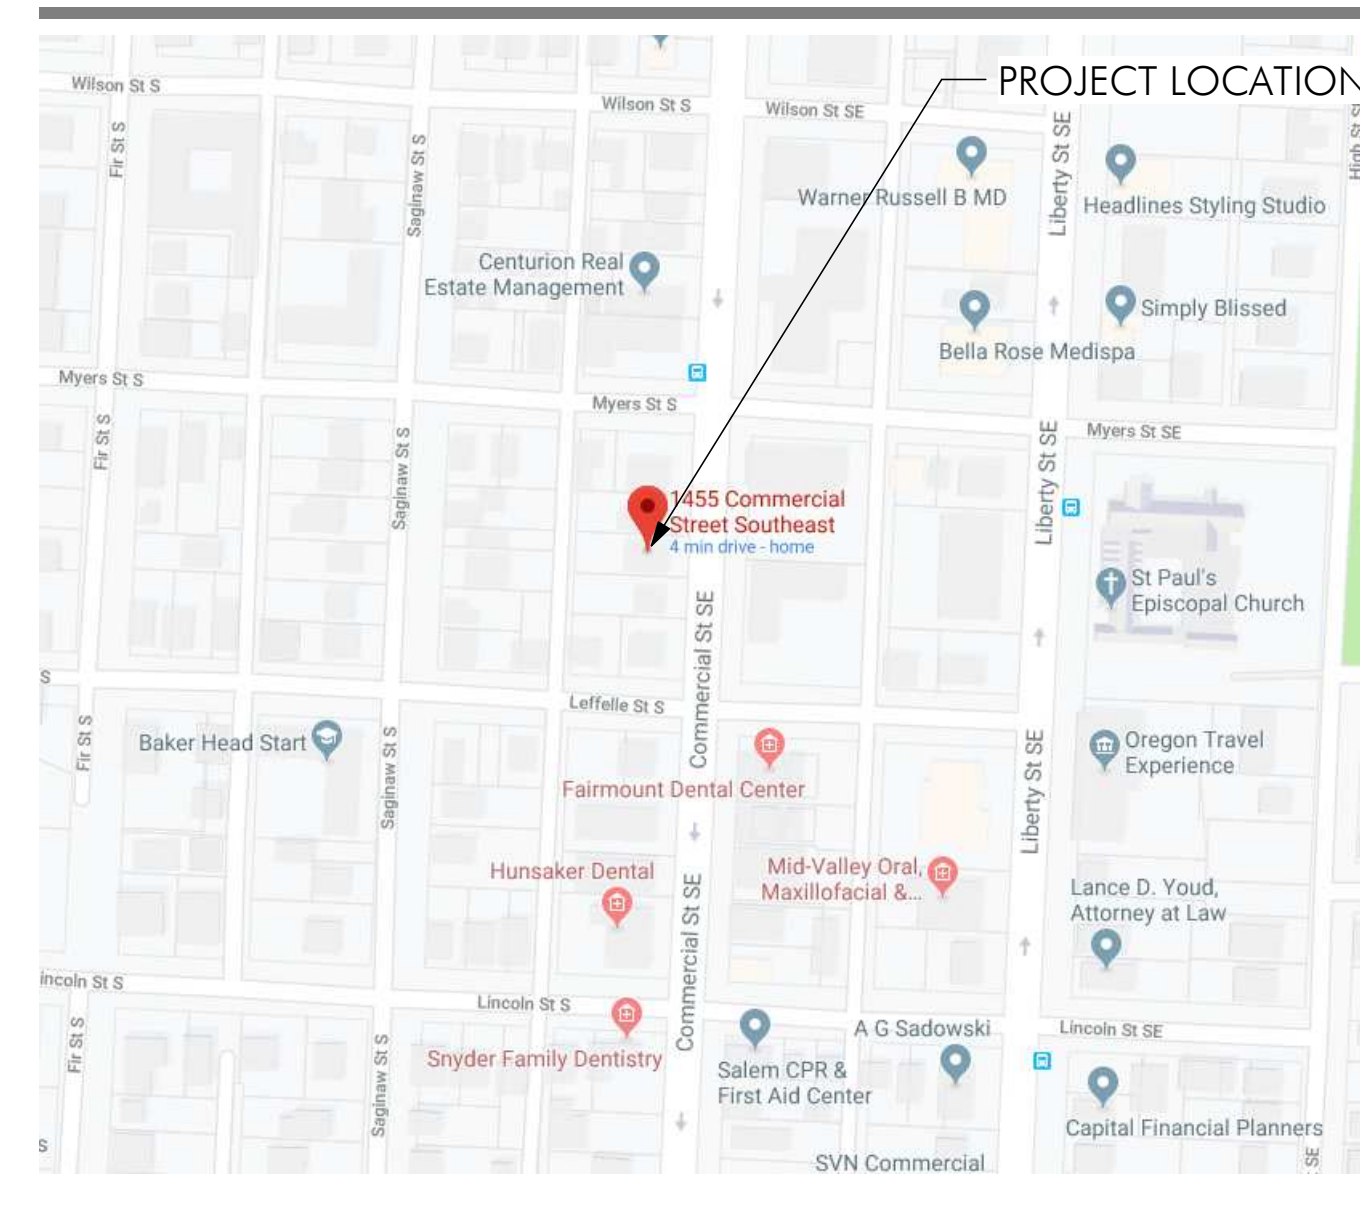 PROJECT LOCATION
Wilson St S
Wilson St S
Wilson St SE
Fir St S
Saginaw St S
Liberty St SE
High St S
Warner Russell B MD
Headlines Styling Studio
Centurion Real
Estate Management
Simply Blissed
Bella Rose Medispa
Myers St S
Myers St S
Myers St SE
Fir St S
Saginaw St S
Liberty St SE
1455 Commercial
Street Southeast
4 min drive - home
St Paul's
Episcopal Church
Commercial St SE
S
Leffelle St S
Fir St S
Baker Head Start
Saginaw St S
Fairmount Dental Center
Liberty St SE
Oregon Travel
Experience
Hunsaker Dental
Mid-Valley Oral,
Maxillofacial &...
Lance D. Youd,
Attorney at Law
Commercial St SE
incoln St S
Lincoln St S
Lincoln St SE
Fir St S
Saginaw St S
Snyder Family Dentistry
A G Sadowski
Salem CPR &
First Aid Center
Capital Financial Planners
S
SVN Commercial
SE